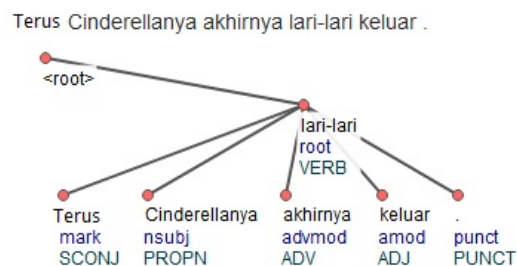 Terus Cinderellanya akhirnya lari-lari keluar .
<root>
lari-lari
root
VERB
Terus Cinderellanya akhirnya keluar .
mark nsubj advmod amod punct
SCONJ PROPN ADV ADJ PUNCT